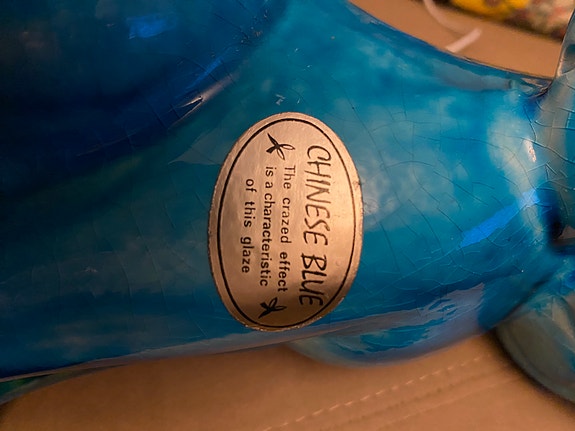 CHINESE BLUE
The crazed effect
is a characteristic
of this glaze